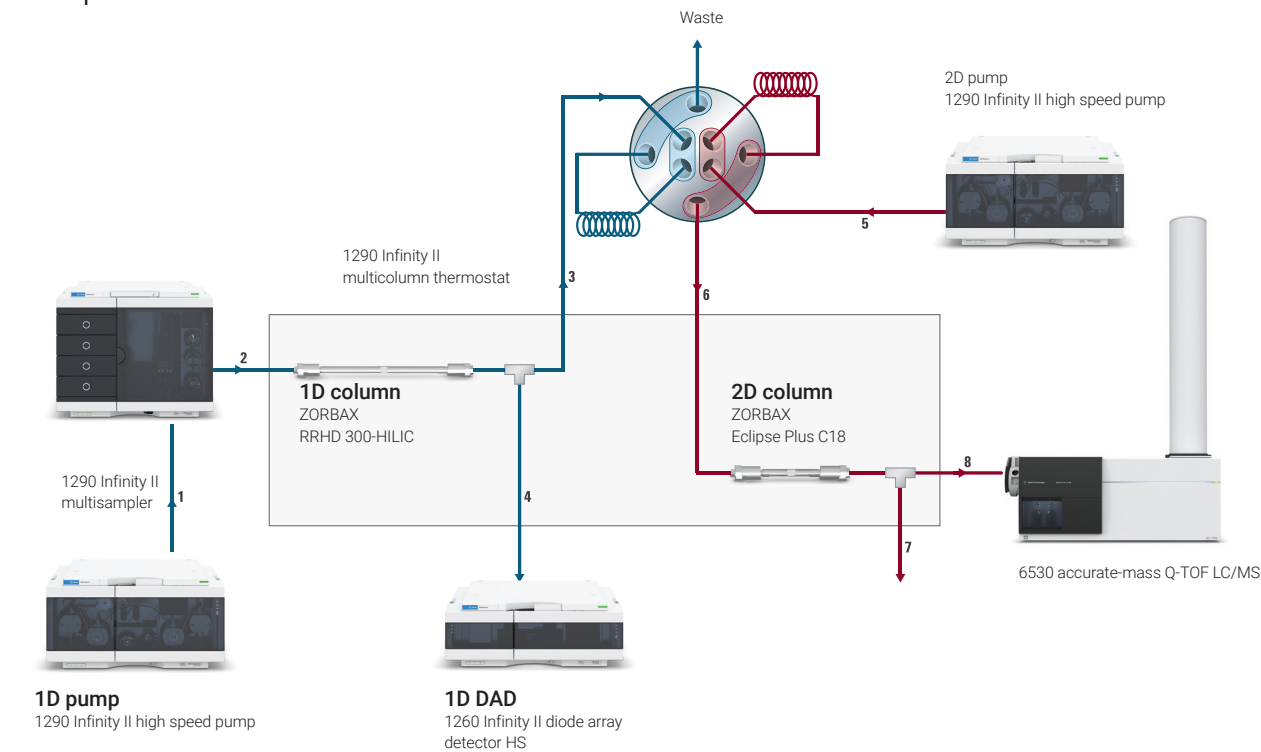 Waste
2D pump
1290 Infinity II high speed pump
5
1290 Infinity II
multicolumn thermostat
3
6
2
1D column
ZORBAX
RRHD 300-HILIC
2D column
ZORBAX
Eclipse Plus C18
8
1290 Infinity II
multisampler
1
4
7
6530 accurate-mass Q-TOF LC/MS
1D pump
1290 Infinity II high speed pump
1D DAD
1260 Infinity II diode array
detector HS